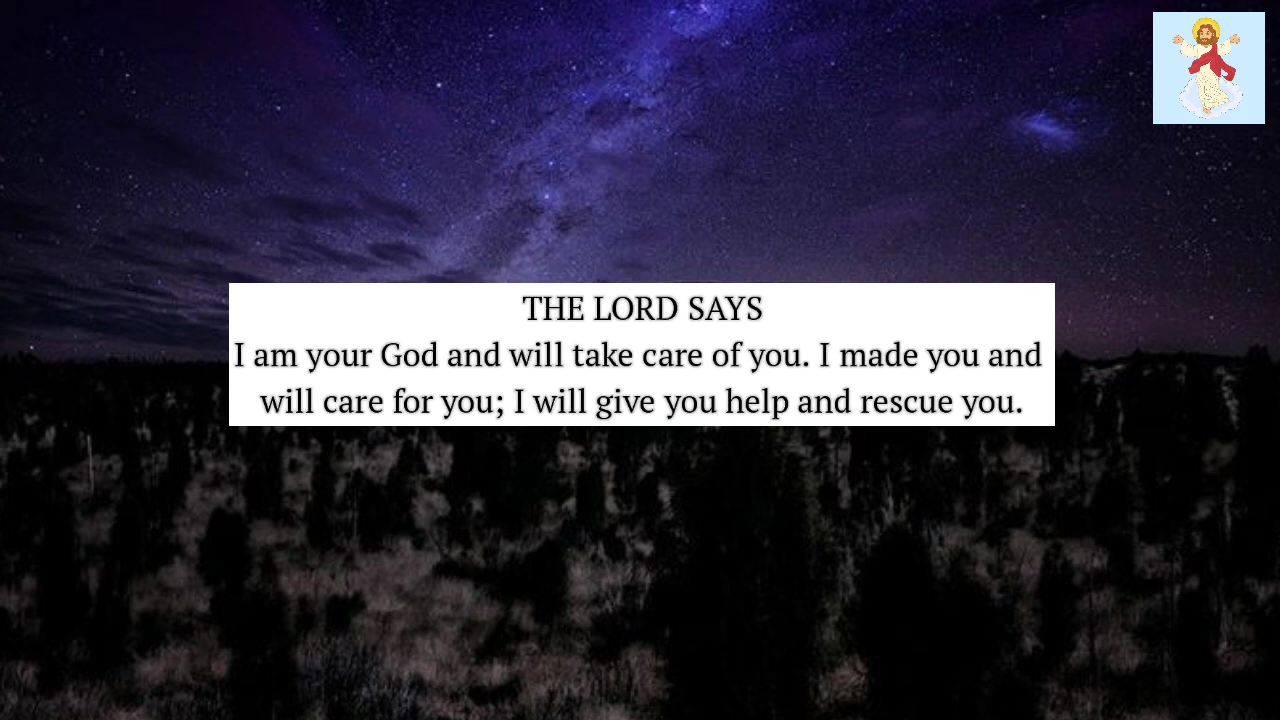 THE LORD SAYS
I am your God and will take care of you. I made you and
will care for you; I will give you help and rescue you.